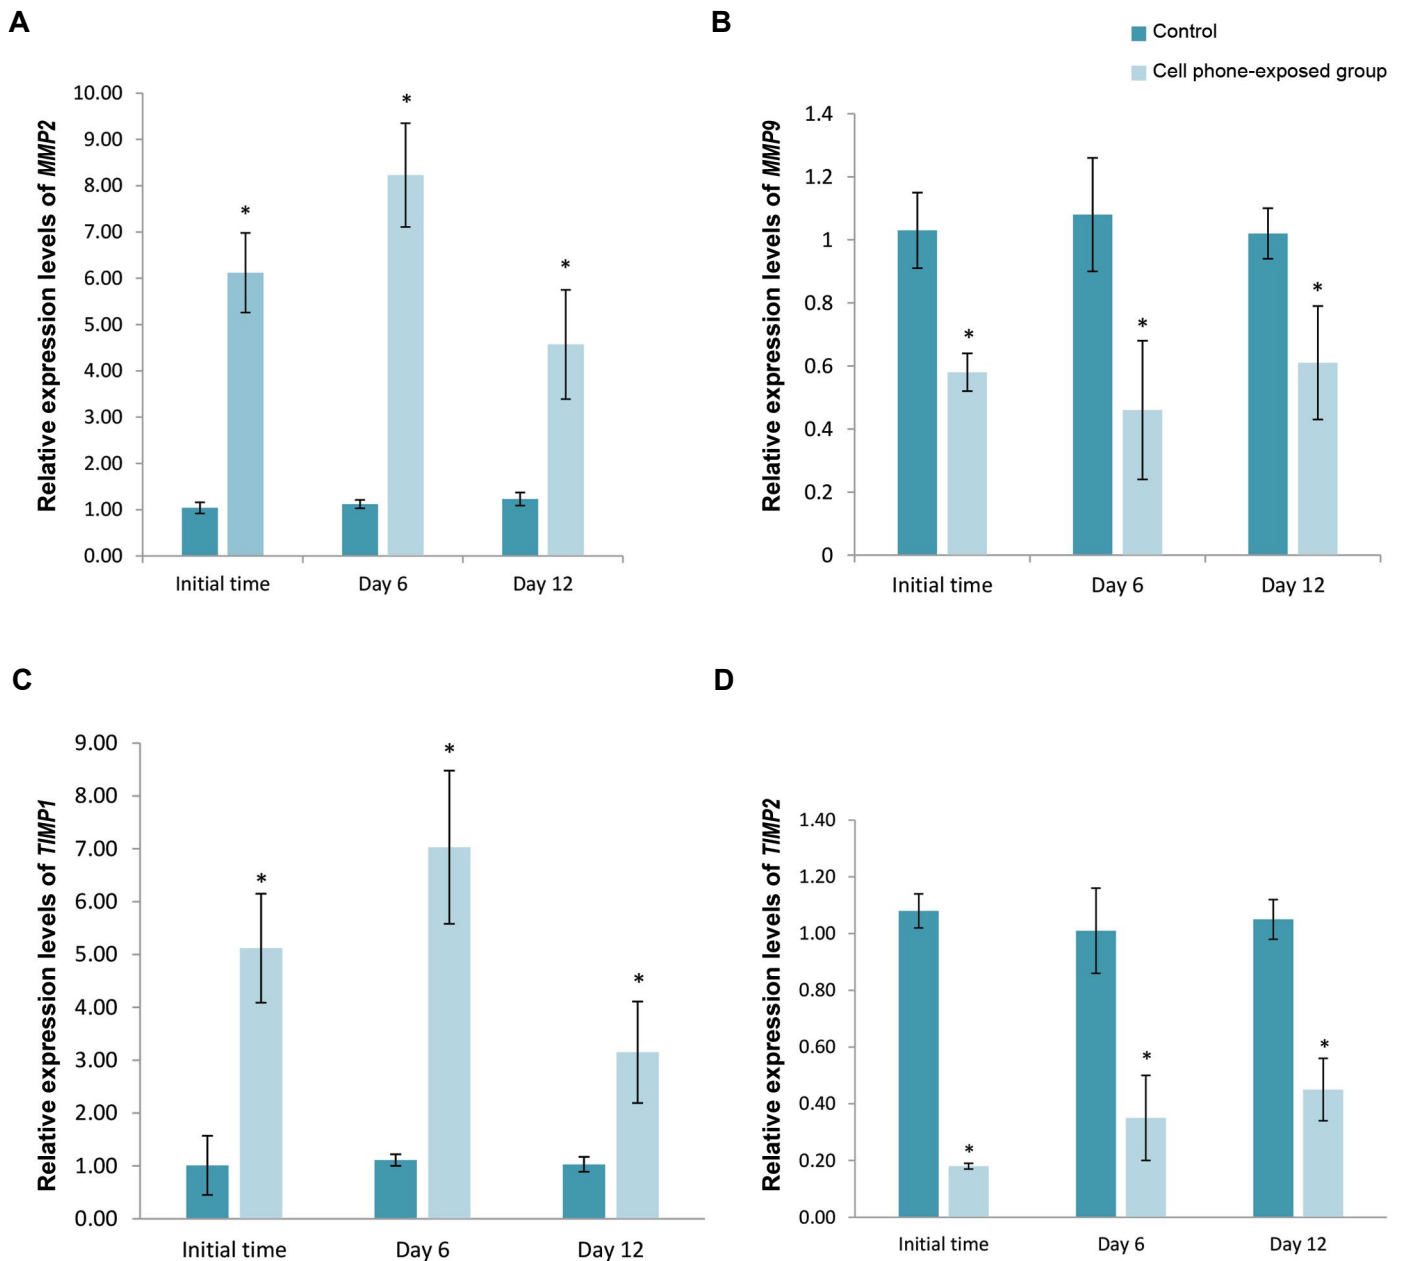 A
Relative expression levels of MMP2
10.00
9.00
8.00
7.00
6.00
5.00
4.00
3.00
2.00
1.00
0.00
*
*
*
Initial time
Day 6
Day 12
B
Control
Cell phone-exposed group
Relative expression levels of MMP9
1.4
1.2
1
0.8
0.6
0.4
0.2
0
*
*
*
Initial time
Day 6
Day 12
C
Relative expression levels of TIMP1
9.00
8.00
7.00
6.00
5.00
4.00
3.00
2.00
1.00
0.00
*
*
*
Initial time
Day 6
Day 12
D
Relative expression levels of TIMP2
1.40
1.20
1.00
0.80
0.60
0.40
0.20
0.00
*
*
*
Initial time
Day 6
Day 12